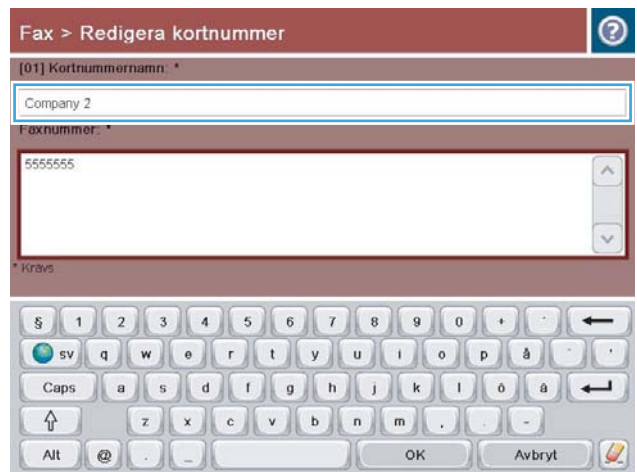 Fax > Redigera kortnummer
?
[01] Kortnummernamn: *
Company 2
Faxnummer: *
5555555
* Krävs
§ 1 2 3 4 5 6 7 8 9 0 +
sv q w e r t y u i o p å
Caps a s d f g h j k l ö ä
z x c v b n m , . -
Alt @ . _ OK Avbryt